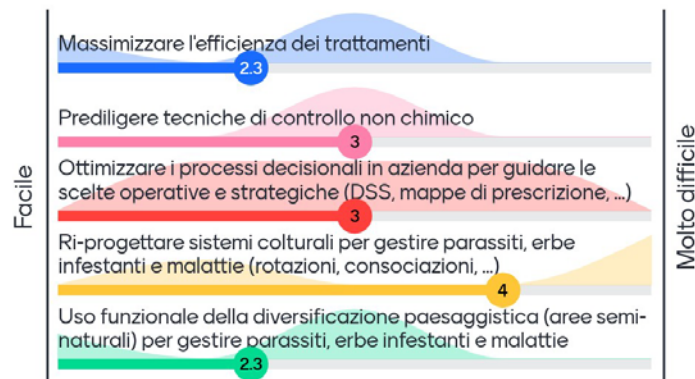 Facile
Massimizzare l'efficienza dei trattamenti
2.3
Prediligere tecniche di controllo non chimico
3
Ottimizzare i processi decisionali in azienda per guidare le
scelte operative e strategiche (DSS, mappe di prescrizione, ...)
3
Ri-progettare sistemi colturali per gestire parassiti, erbe
infestanti e malattie (rotazioni, consociazioni, ...)
4
Uso funzionale della diversificazione paesaggistica (aree semi-
naturali) per gestire parassiti, erbe infestanti e malattie
2.3
Molto difficile